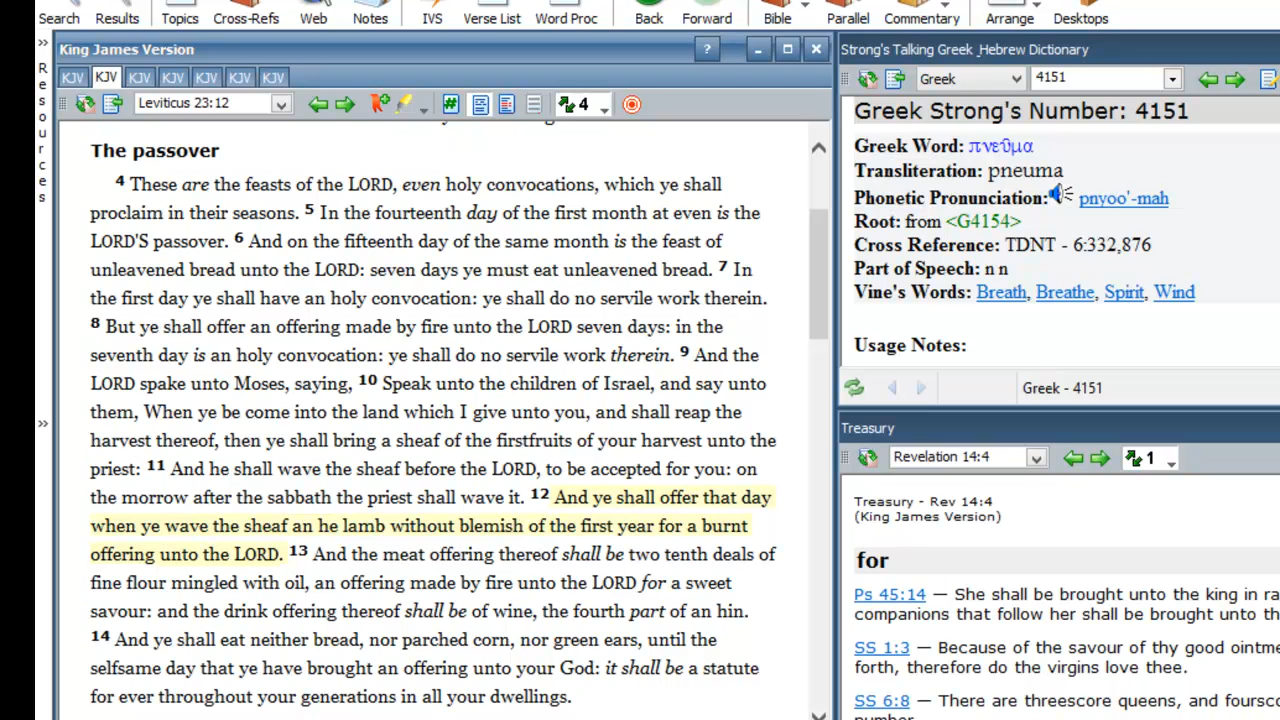 Search Results Topics Cross-Refs Web Notes IVS Verse List Word Proc Back Forward Bible Parallel Commentary Arrange Desktops
»
Resources
»
King James Version
KJV KJV KJV KJV KJV KJV KJV
Leviticus 23:12 4
The passover
4 These are the feasts of the LORD, even holy convocations, which ye shall
proclaim in their seasons. 5 In the fourteenth day of the first month at even is the
LORD'S passover. 6 And on the fifteenth day of the same month is the feast of
unleavened bread unto the LORD: seven days ye must eat unleavened bread. 7 In
the first day ye shall have an holy convocation: ye shall do no servile work therein.
8 But ye shall offer an offering made by fire unto the LORD seven days: in the
seventh day is an holy convocation: ye shall do no servile work therein. 9 And the
LORD spake unto Moses, saying, 10 Speak unto the children of Israel, and say unto
them, When ye be come into the land which I give unto you, and shall reap the
harvest thereof, then ye shall bring a sheaf of the firstfruits of your harvest unto the
priest: 11 And he shall wave the sheaf before the LORD, to be accepted for you: on
the morrow after the sabbath the priest shall wave it. 12 And ye shall offer that day
when ye wave the sheaf an he lamb without blemish of the first year for a burnt
offering unto the LORD. 13 And the meat offering thereof shall be two tenth deals of
fine flour mingled with oil, an offering made by fire unto the LORD for a sweet
savour: and the drink offering thereof shall be of wine, the fourth part of an hin.
14 And ye shall eat neither bread, nor parched corn, nor green ears, until the
selfsame day that ye have brought an offering unto your God: it shall be a statute
for ever throughout your generations in all your dwellings.
Strong's Talking Greek Hebrew Dictionary
Greek 4151
Greek Strong's Number: 4151
Greek Word: πνεῦμα
Transliteration: pneuma
Phonetic Pronunciation: pnyoo'-mah
Root: from <G4154>
Cross Reference: TDNT - 6:332,876
Part of Speech: n n
Vine's Words: Breath, Breathe, Spirit, Wind
Usage Notes:
Greek - 4151
Treasury
Revelation 14:4 1
Treasury - Rev 14:4
(King James Version)
for
Ps 45:14 — She shall be brought unto the king in ra
companions that follow her shall be brought unto th
SS 1:3 — Because of the savour of thy good ointme
forth, therefore do the virgins love thee.
SS 6:8 — There are threescore queens, and foursco
number.